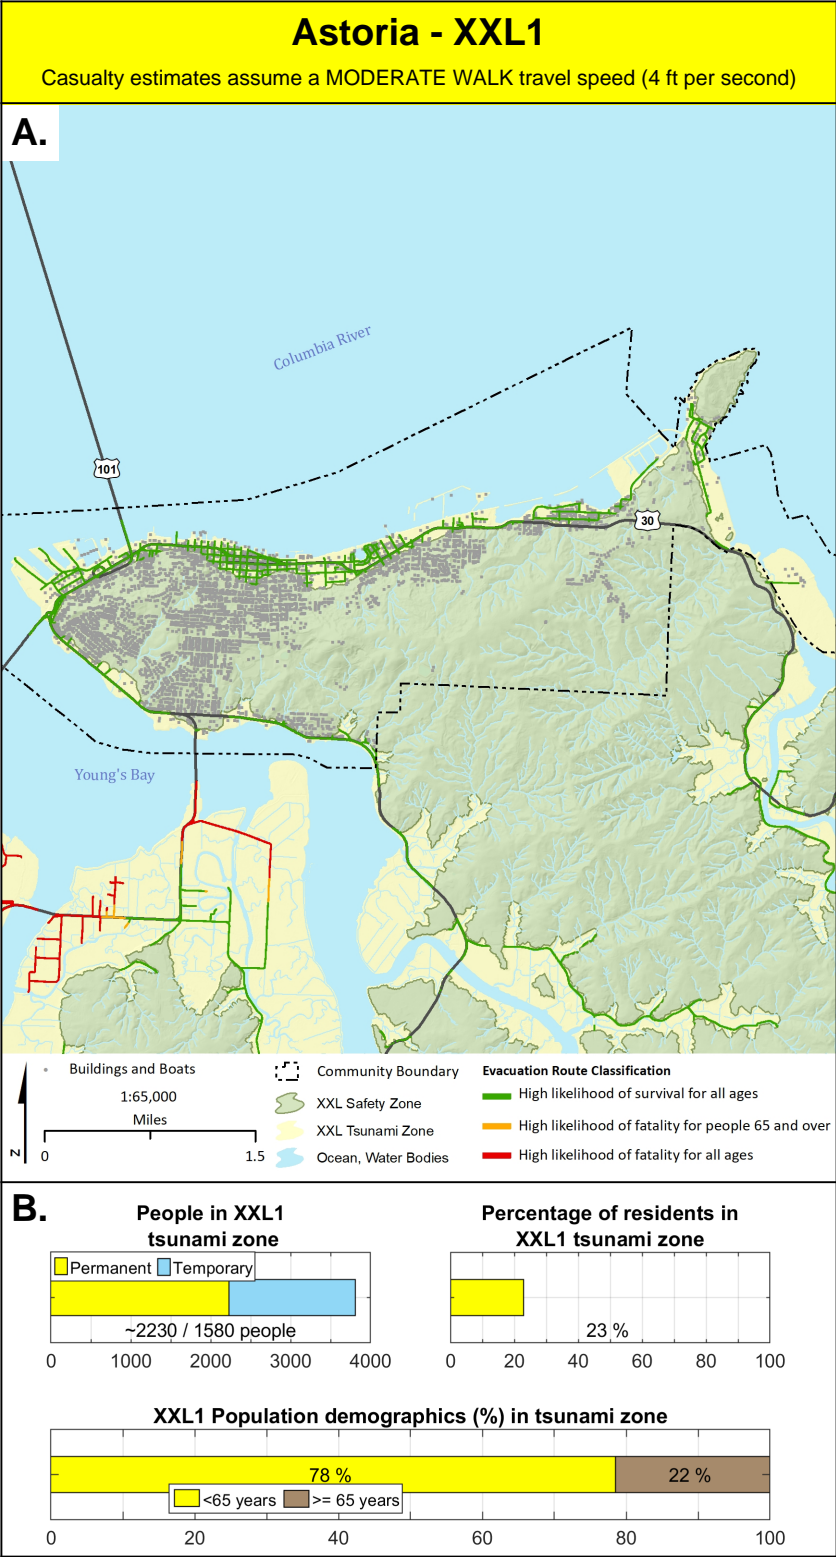 Astoria - XXL1
Casualty estimates assume a MODERATE WALK travel speed (4 ft per second)
A.
Columbia River
101
30
Young's Bay
Buildings and Boats
1:65,000
Miles
0 1.5
N
Community Boundary
XXL Safety Zone
XXL Tsunami Zone
Ocean, Water Bodies
Evacuation Route Classification
High likelihood of survival for all ages
High likelihood of fatality for people 65 and over
High likelihood of fatality for all ages
B.
People in XXL1
tsunami zone
Permanent Temporary
~2230 / 1580 people
0 1000 2000 3000 4000
Percentage of residents in
XXL1 tsunami zone
23 %
0 20 40 60 80 100
XXL1 Population demographics (%) in tsunami zone
78 % 22 %
<65 years >= 65 years
0 20 40 60 80 100